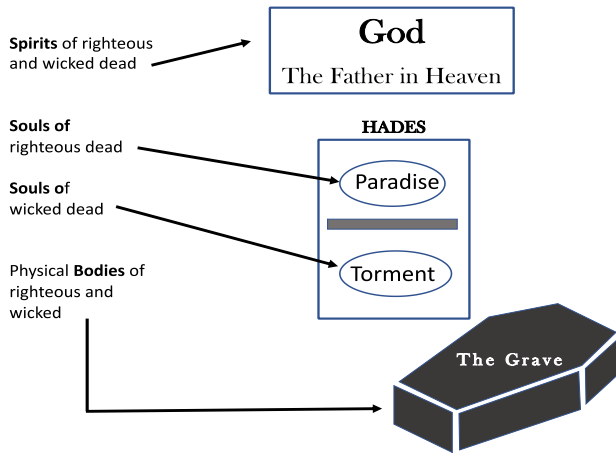 God
The Father in Heaven
Spirits of righteous
and wicked dead
Souls of
righteous dead
HADES
Paradise
Souls of
wicked dead
Torment
Physical Bodies of
righteous and
wicked
The Grave